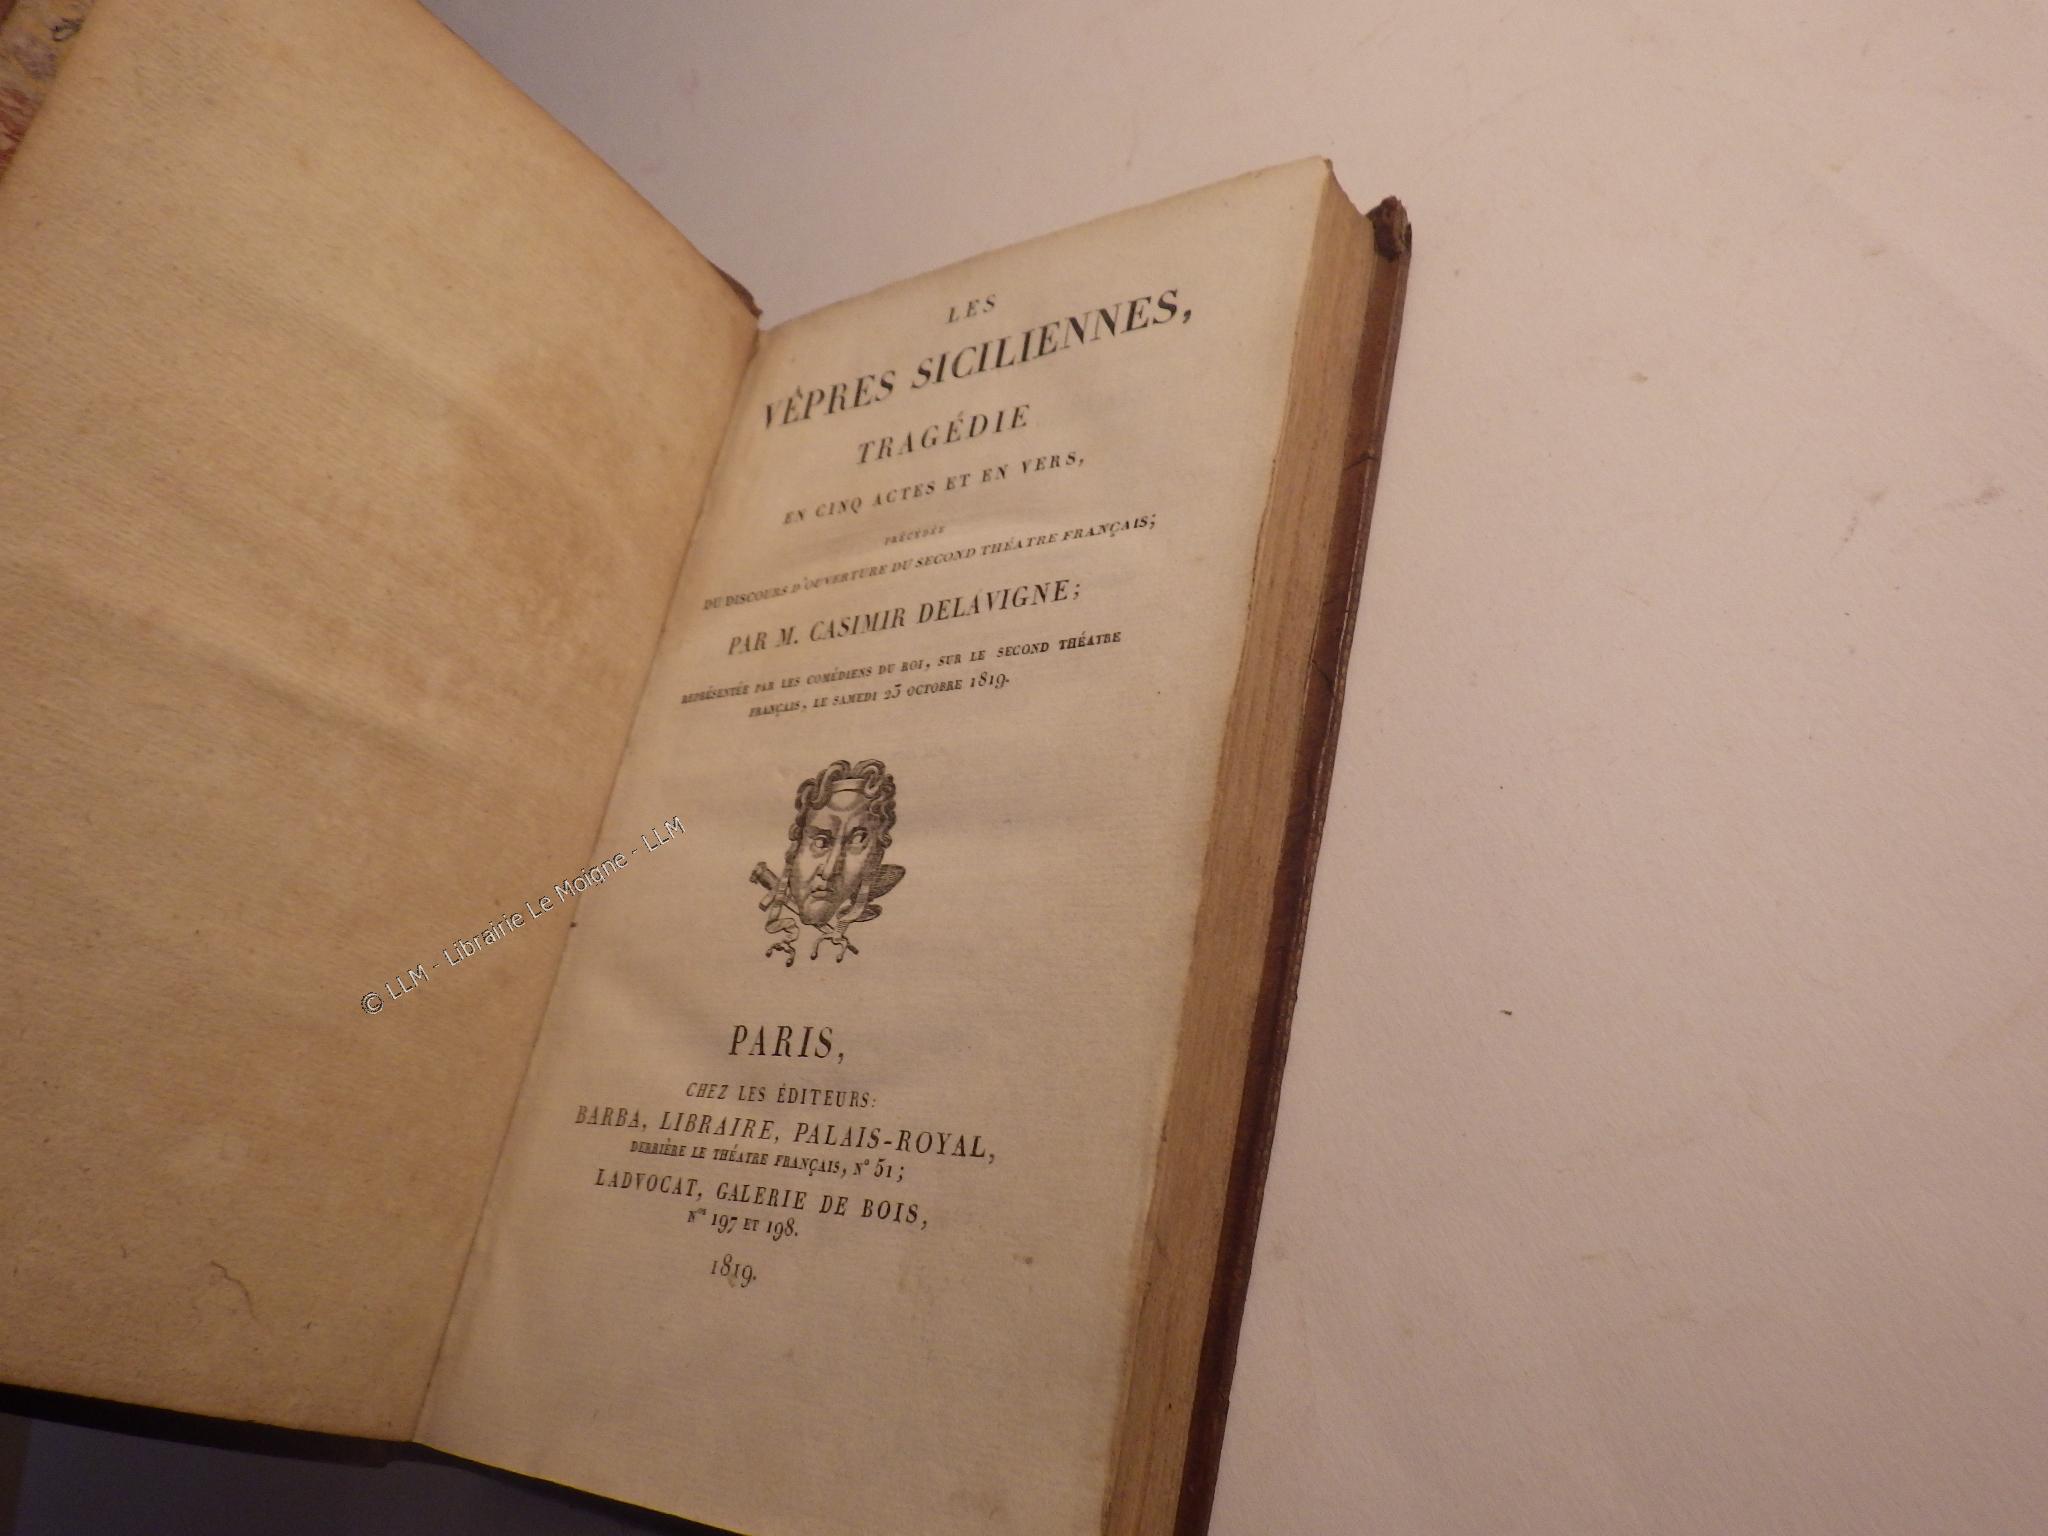 LES
VÊPRES SICILIENNES,
TRAGÉDIE
EN CINQ ACTES ET EN VERS,
PRÉCÉDÉE
DU DISCOURS D'OUVERTURE DU SECOND THÉATRE FRANÇAIS;
PAR M. CASIMIR DELAVIGNE;
REPRÉSENTÉE PAR LES COMÉDIENS DU ROI, SUR LE SECOND THÉATRE
FRANÇAIS, LE SAMEDI 23 OCTOBRE 1819.
© LLM - Librairie Le Moigne - LLM
PARIS,
CHEZ LES ÉDITEURS:
BARBA, LIBRAIRE, PALAIS-ROYAL,
DERRIÈRE LE THÉATRE FRANÇAIS, N° 51;
LADVOCAT, GALERIE DE BOIS,
Nos 197 ET 198.
1819.